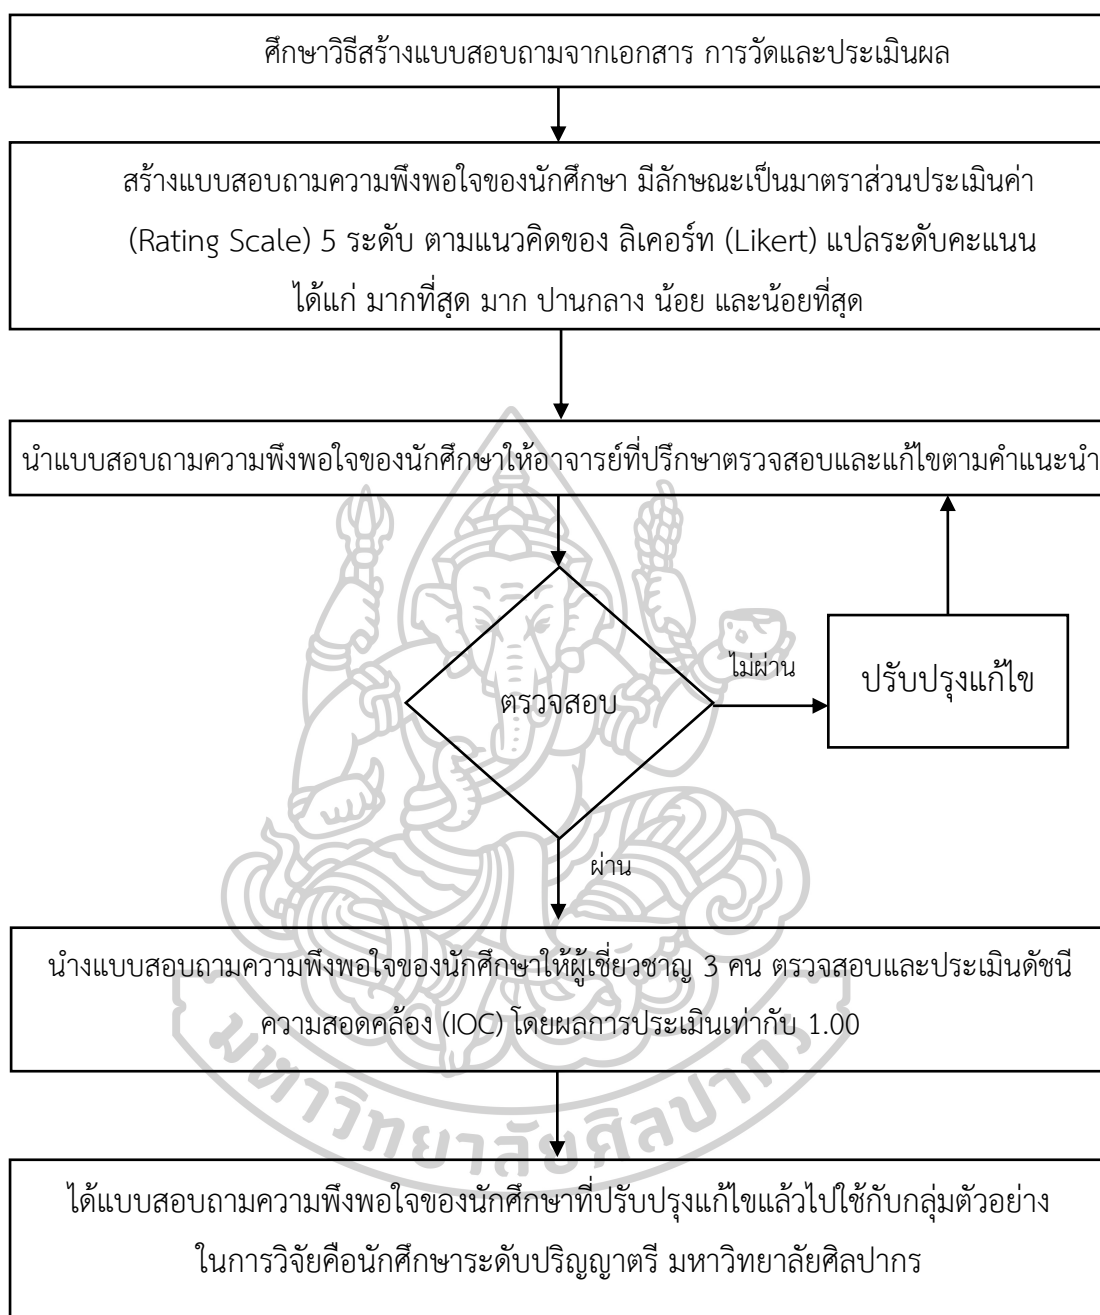 ศึกษาวิธีสร้างแบบสอบถามจากเอกสาร การวัดและประเมินผล
สร้างแบบสอบถามความพึงพอใจของนักศึกษา มีลักษณะเป็นมาตราส่วนประเมินค่า
(Rating Scale) 5 ระดับ ตามแนวคิดของ ลิเคอร์ท (Likert) แปลระดับคะแนน
ได้แก่ มากที่สุด มาก ปานกลาง น้อย และน้อยที่สุด
นำแบบสอบถามความพึงพอใจของนักศึกษาให้อาจารย์ที่ปรึกษาตรวจสอบและแก้ไขตามคำแนะนำ
ตรวจสอบ
ไม่ผ่าน
ปรับปรุงแก้ไข
ผ่าน
นำงแบบสอบถามความพึงพอใจของนักศึกษาให้ผู้เชี่ยวชาญ 3 คน ตรวจสอบและประเมินดัชนี
ความสอดคล้อง (IOC) โดยผลการประเมินเท่ากับ 1.00
มหาวิทยาลัยศิลปากร
ได้แบบสอบถามความพึงพอใจของนักศึกษาที่ปรับปรุงแก้ไขแล้วไปใช้กับกลุ่มตัวอย่าง
ในการวิจัยคือนักศึกษาระดับปริญญาตรี มหาวิทยาลัยศิลปากร